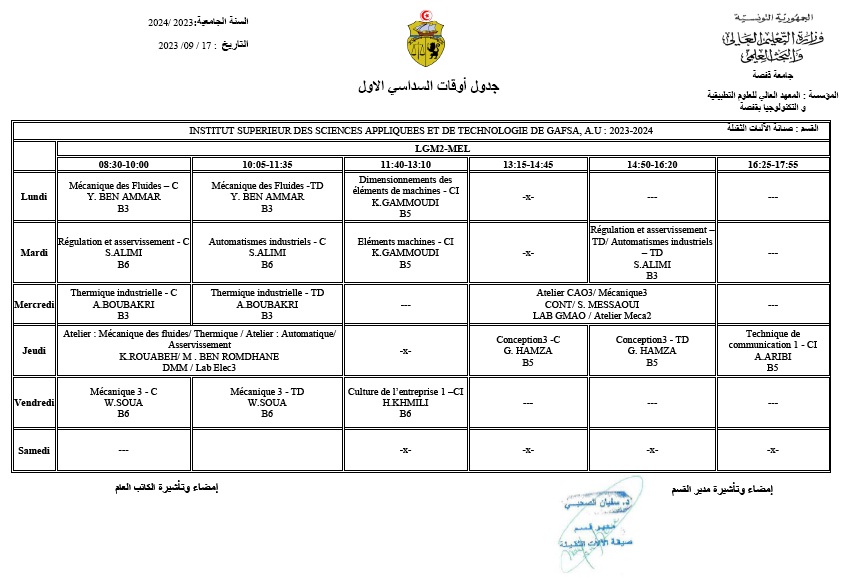 السنة الجامعية:2023 /2024
التاريخ : 17 /09/ 2023
الجمهورية التونسية
وزارة التعليم العالي
والبحث العلمي
جامعة قفصة
المؤسسة : المعهد العالي للعلوم التطبيقية
و التكنولوجيا بقفصة
جدول أوقات السداسي الاول
INSTITUT SUPERIEUR DES SCIENCES APPLIQUEES ET DE TECHNOLOGIE DE GAFSA, A.U : 2023-2024
القسم : صيانة الآلات الثقيلة
LGM2-MEL
08:30-10:00 10:05-11:35 11:40-13:10 13:15-14:45 14:50-16:20 16:25-17:55
Lundi
Mécanique des Fluides – C
Y. BEN AMMAR
B3
Mécanique des Fluides -TD
Y. BEN AMMAR
B3
Dimensionnements des
éléments de machines - CI
K.GAMMOUDI
B5
-x-
---
---
Mardi
Régulation et asservissement - C
S.ALIMI
B6
Automatismes industriels - C
S.ALIMI
B6
Eléments machines - CI
K.GAMMOUDI
B5
-x-
Régulation et asservissement –
TD/ Automatismes industriels
– TD
S.ALIMI
B3
---
Mercredi
Thermique industrielle - C
A.BOUBAKRI
B3
Thermique industrielle - TD
A.BOUBAKRI
B3
---
Atelier CAO3/ Mécanique3
CONT/ S. MESSAOUI
LAB GMAO / Atelier Meca2
---
Jeudi
Atelier : Mécanique des fluides/ Thermique / Atelier : Automatique/
Asservissement
K.ROUABEH/ M . BEN ROMDHANE
DMM / Lab Elec3
-x-
Conception3 -C
G. HAMZA
B5
Conception3 - TD
G. HAMZA
B5
Technique de
communication 1 - CI
A.ARIBI
B5
Vendredi
Mécanique 3 - C
W.SOUA
B6
Mécanique 3 - TD
W.SOUA
B6
Culture de l’entreprise 1 –CI
H.KHMILI
B6
---
---
---
Samedi
---
-x-
-x-
-x-
-x-
إمضاء وتأشيرة مدير القسم
إمضاء وتأشيرة الكاتب العام
د. سفيان الصحبي
مدير قسم
صيانة الآلات الثقيلة